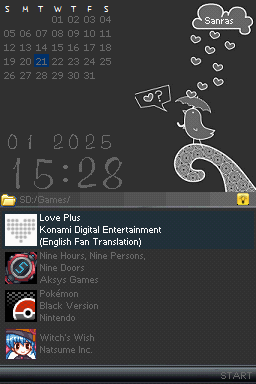 S M T W T F S
01 02 03 04
05 06 07 08 09 10 11
12 13 14 15 16 17 18
19 20 21 22 23 24 25
26 27 28 29 30 31
Sanras
?
01 2025
15:28
SD:/Games/
Love Plus
Konami Digital Entertainment
(English Fan Translation)
Nine Hours, Nine Persons,
Nine Doors
Aksys Games
Pokémon
Black Version
Nintendo
Witch's Wish
Natsume Inc.
START